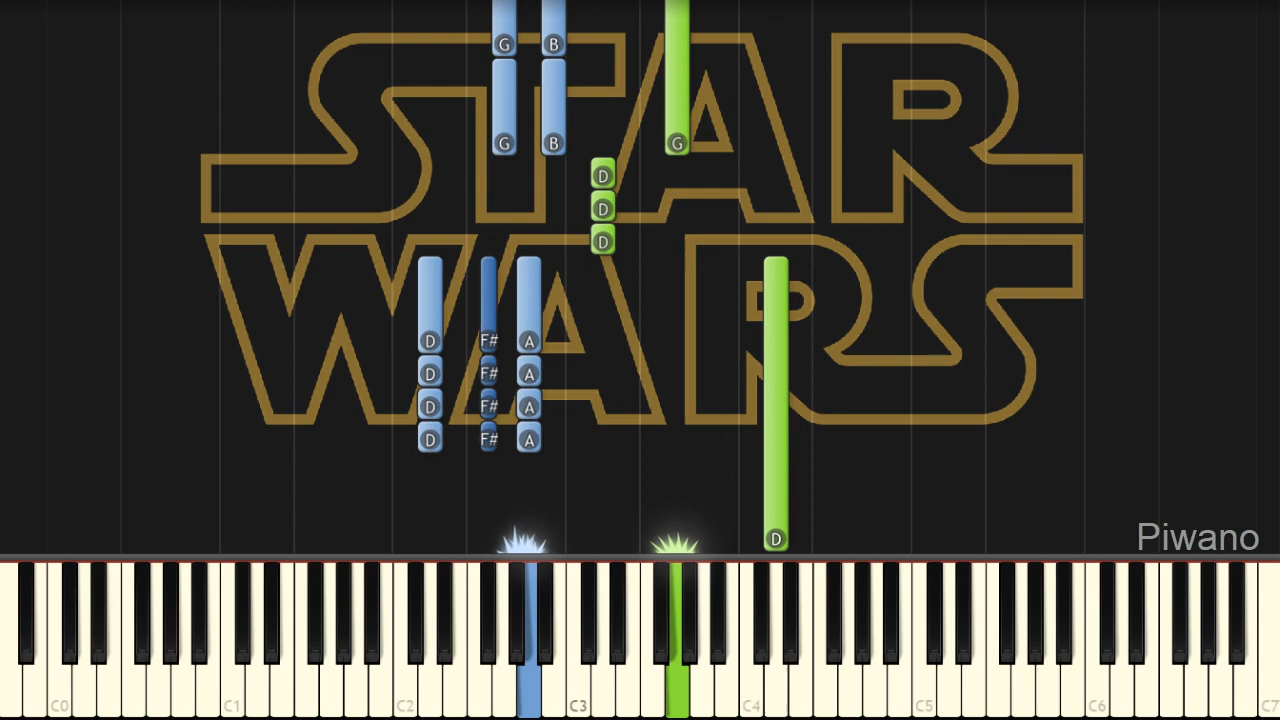 STAR
WARS
G B G
G B G
D
D
D
D F# A
D F# A
D F# A
D F# A
D
Piwano
C0 C1 C2 C3 C4 C5 C6 C7